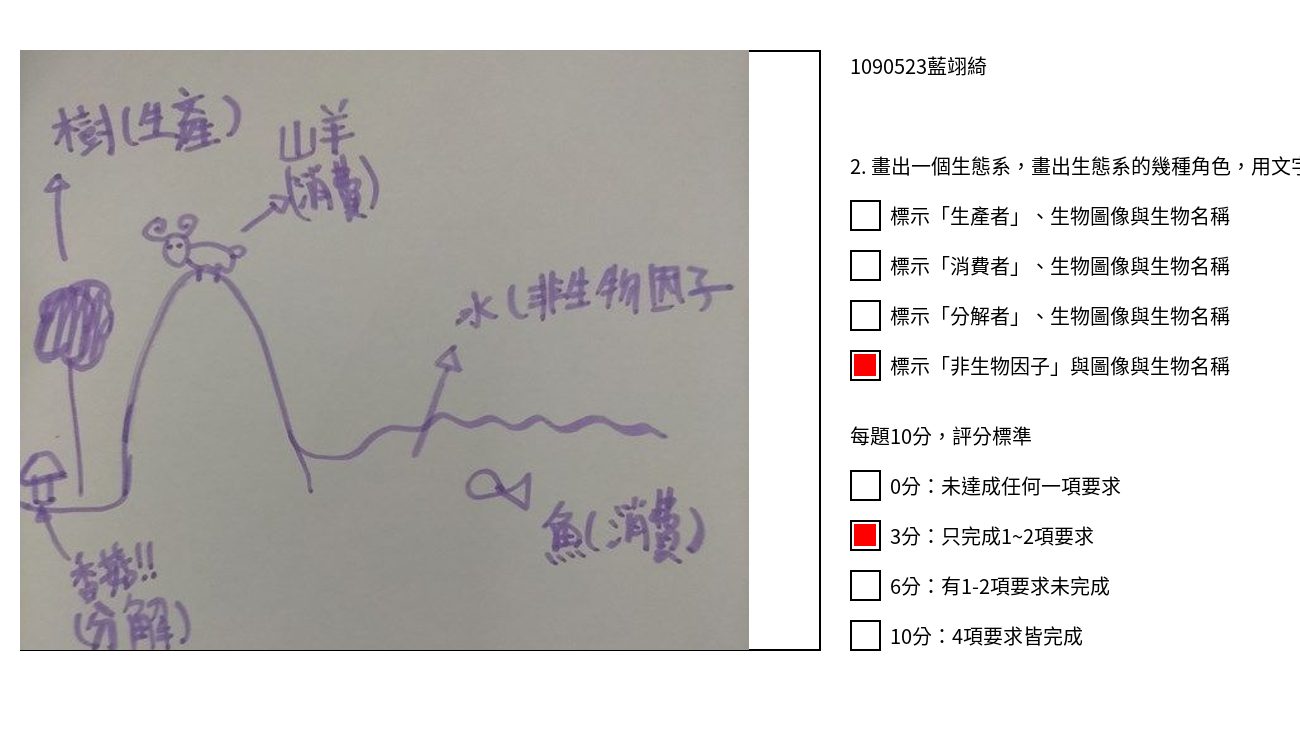 樹(生產)
山羊
(消費)
水(非生物因子
魚(消費)
香菇!!
(分解)
1090523藍翊綺
2. 畫出一個生態系，畫出生態系的幾種角色，用文字
標示「生產者」、生物圖像與生物名稱
標示「消費者」、生物圖像與生物名稱
標示「分解者」、生物圖像與生物名稱
標示「非生物因子」與圖像與生物名稱
每題10分，評分標準
0分：未達成任何一項要求
3分：只完成1~2項要求
6分：有1-2項要求未完成
10分：4項要求皆完成